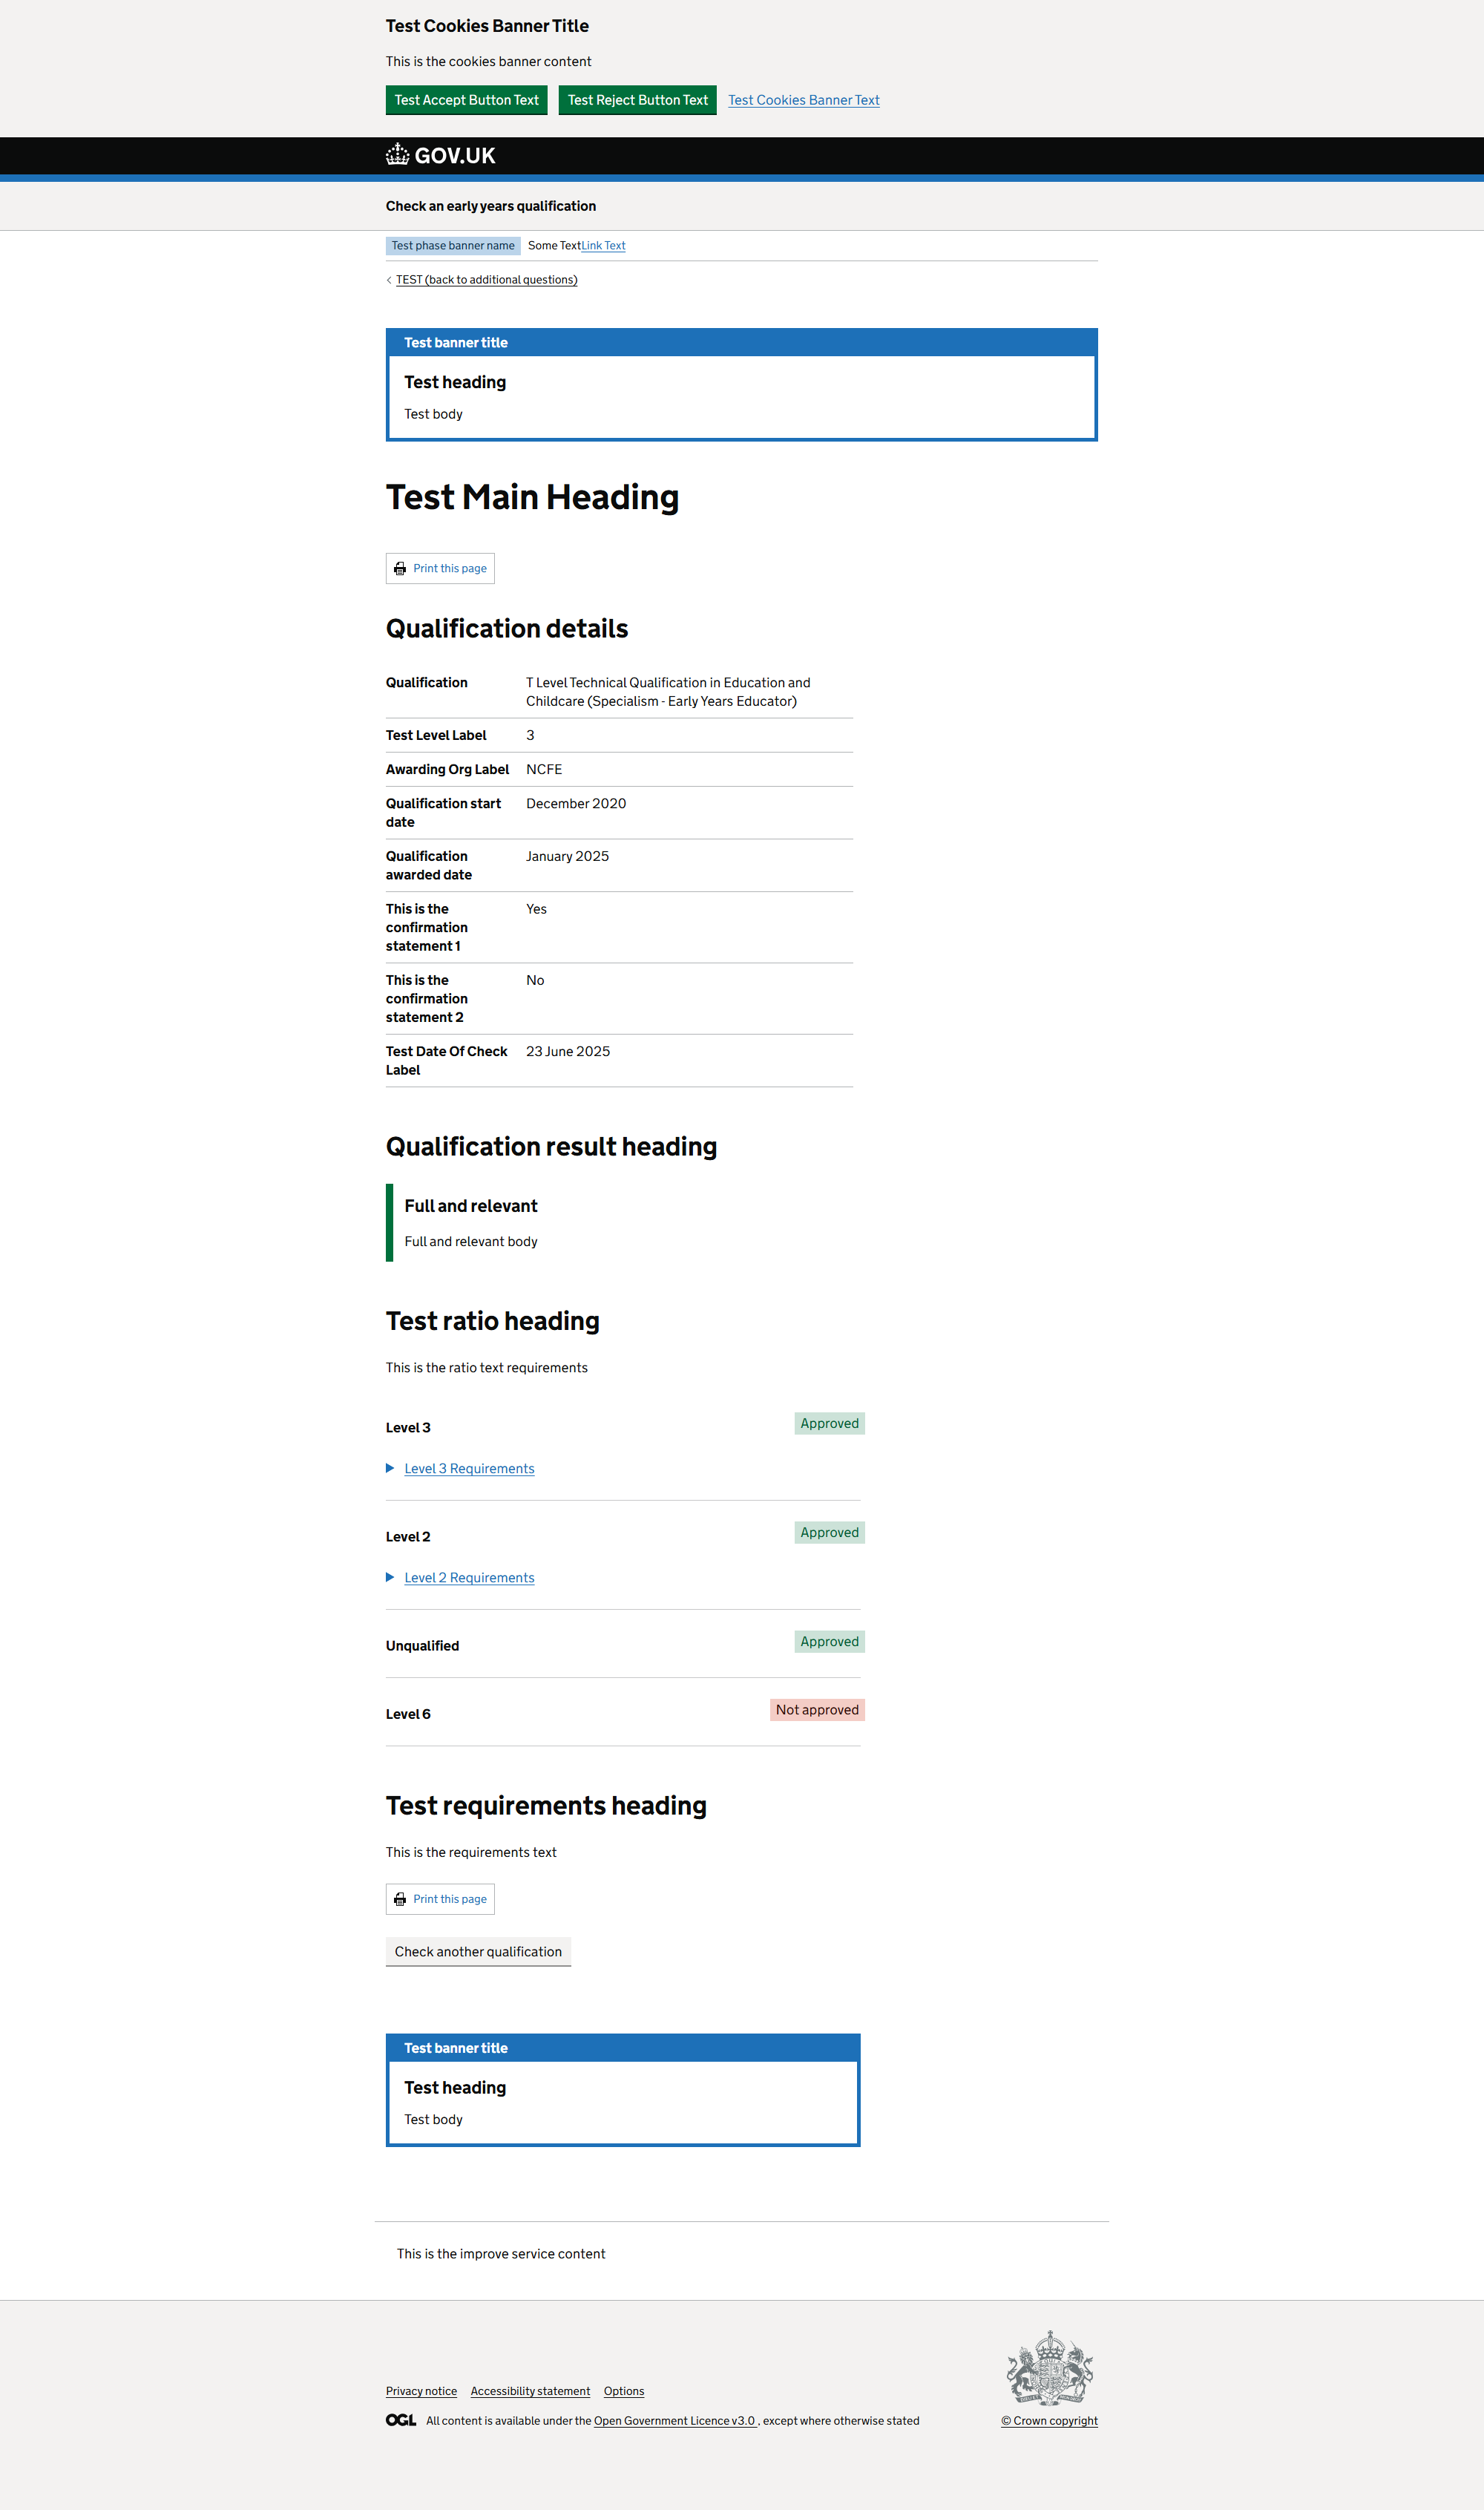 Test Cookies Banner Title
This is the cookies banner content
Test Accept Button Text Test Reject Button Text Test Cookies Banner Text
GOV.UK
Check an early years qualification
Test phase banner name Some TextLink Text
TEST (back to additional questions)
Test banner title
Test heading
Test body
Test Main Heading
Print this page
Qualification details
Qualification T Level Technical Qualification in Education and
Childcare (Specialism - Early Years Educator)
Test Level Label 3
Awarding Org Label NCFE
Qualification start December 2020
date
Qualification January 2025
awarded date
This is the Yes
confirmation
statement 1
This is the No
confirmation
statement 2
Test Date Of Check 23 June 2025
Label
Qualification result heading
Full and relevant
Full and relevant body
Test ratio heading
This is the ratio text requirements
Level 3 Approved
Level 3 Requirements
Level 2 Approved
Level 2 Requirements
Unqualified Approved
Level 6 Not approved
Test requirements heading
This is the requirements text
Print this page
Check another qualification
Test banner title
Test heading
Test body
This is the improve service content
Privacy notice Accessibility statement Options
OGL All content is available under the Open Government Licence v3.0 , except where otherwise stated © Crown copyright